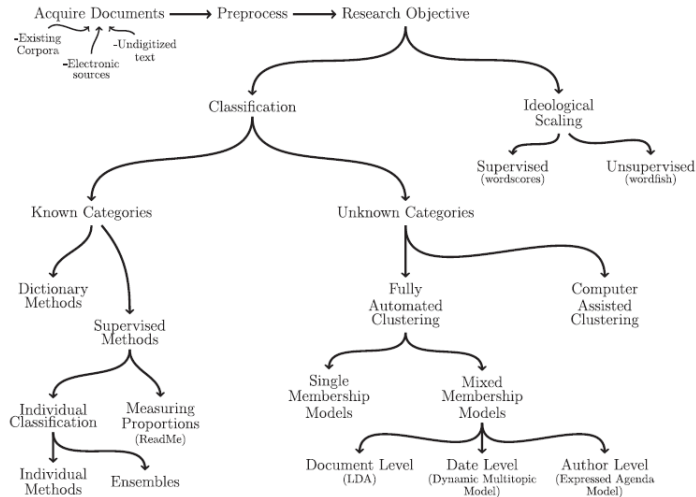 Acquire Documents
Preprocess
Research Objective
-Existing
Corpora
-Electronic
sources
-Undigitized
text
Classification
Ideological
Scaling
Supervised
(wordscores)
Unsupervised
(wordfish)
Known Categories
Unknown Categories
Dictionary
Methods
Supervised
Methods
Fully
Automated
Clustering
Computer
Assisted
Clustering
Individual
Classification
Measuring
Proportions
(ReadMe)
Single
Membership
Models
Mixed
Membership
Models
Individual
Methods
Ensembles
Document Level
(LDA)
Date Level
(Dynamic Multitopic
Model)
Author Level
(Expressed Agenda
Model)